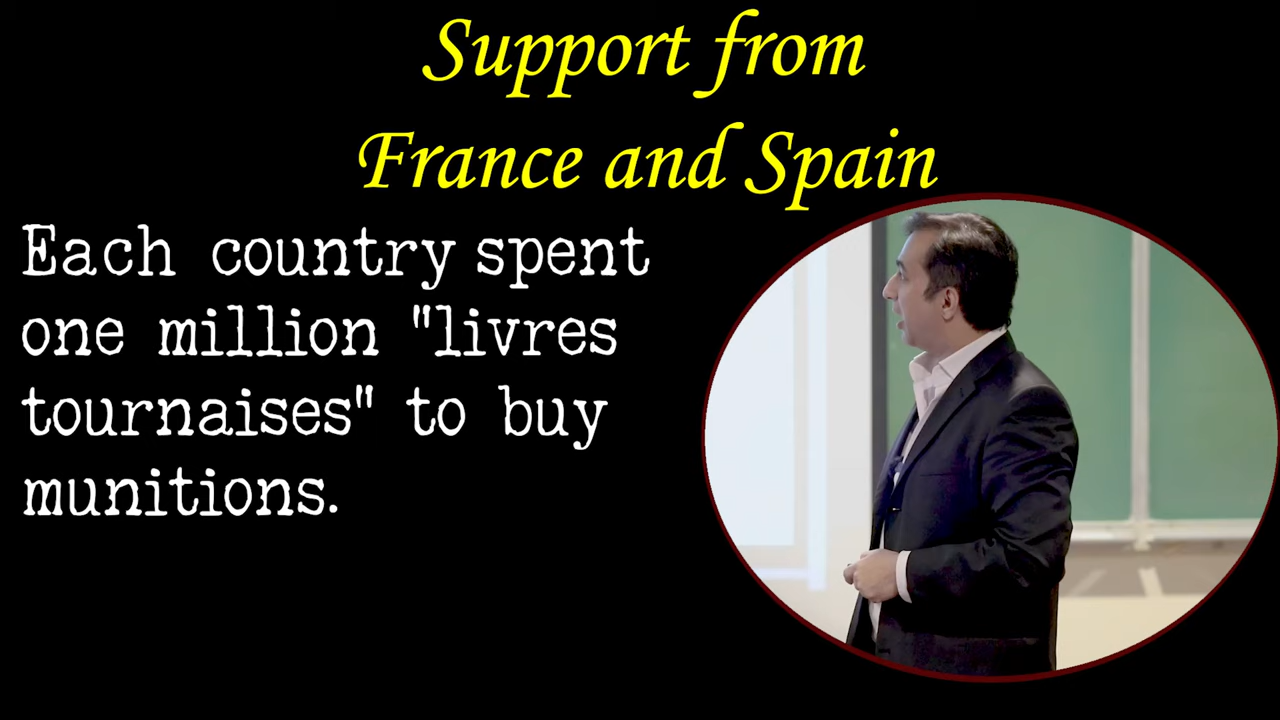 Support from
France and Spain
Each country spent
one million "livres
tournaises" to buy
munitions.